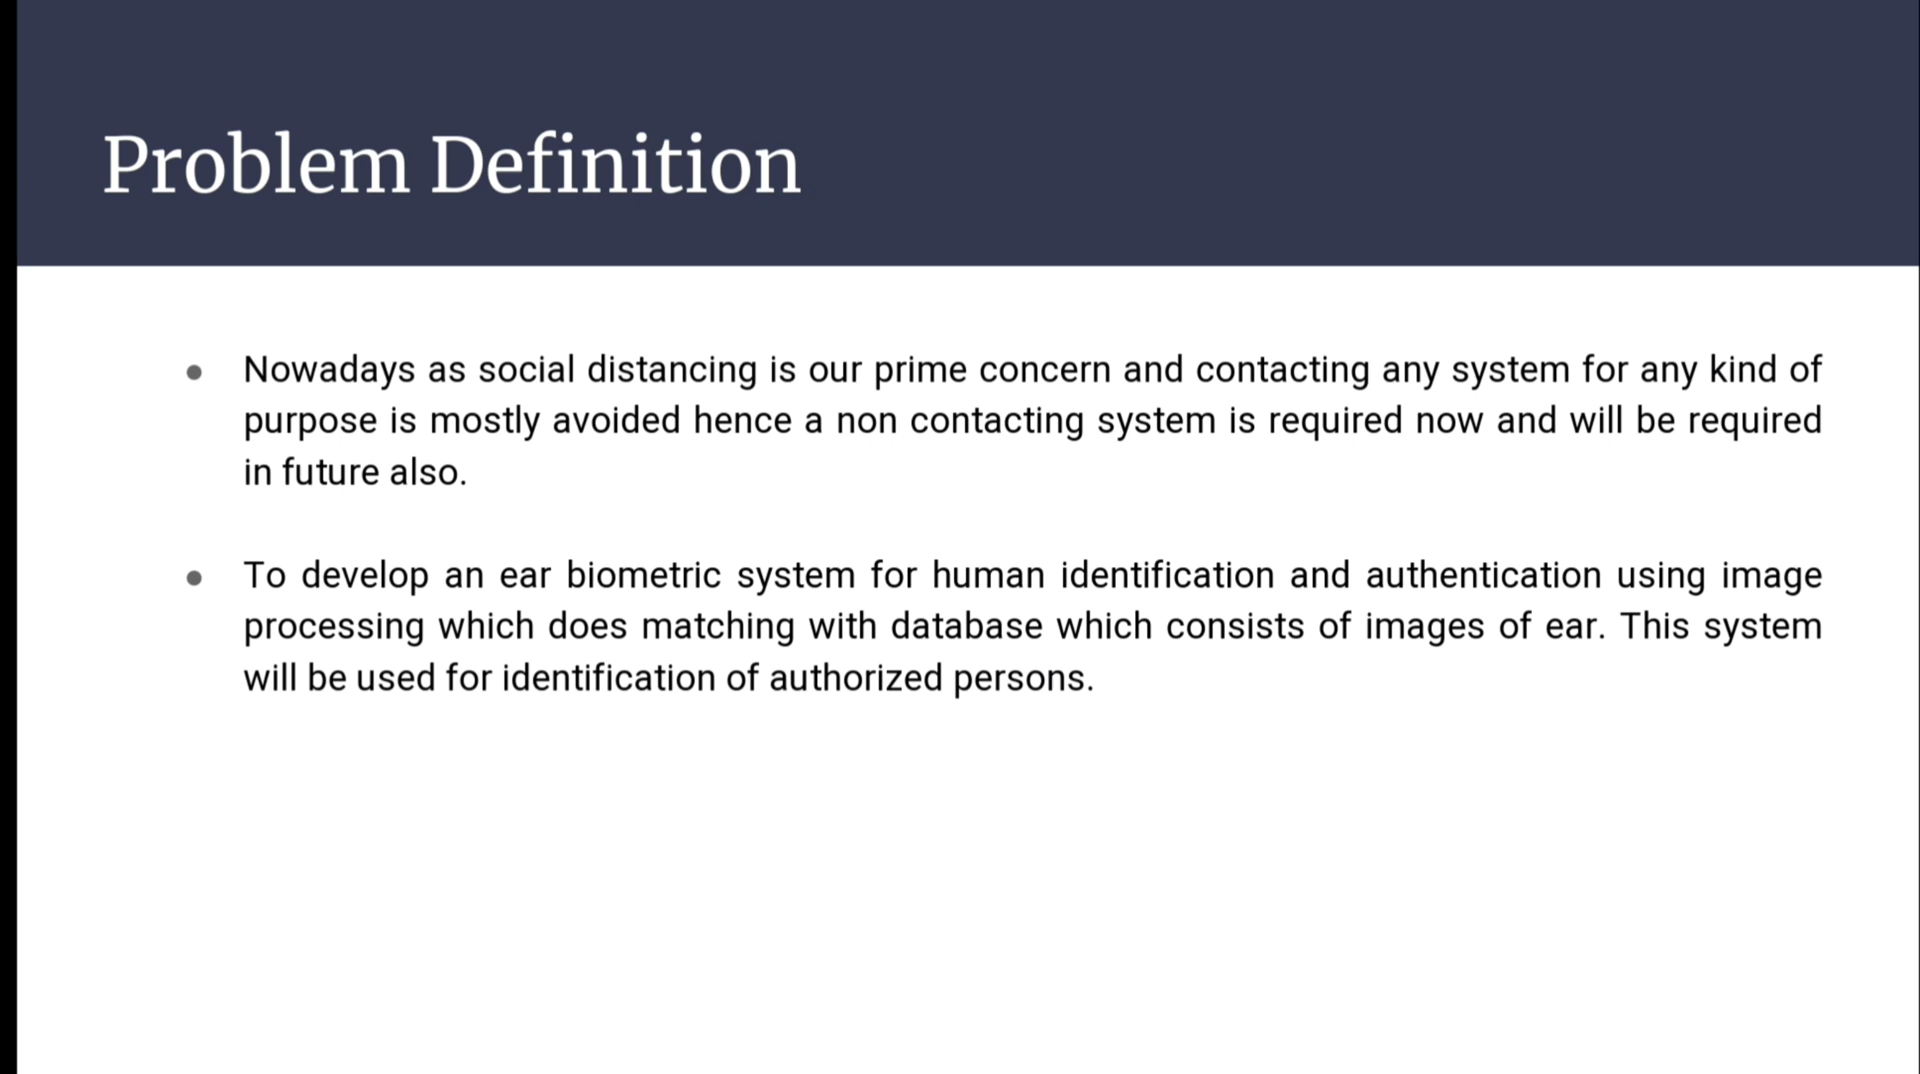 Problem Definition
Nowadays as social distancing is our prime concern and contacting any system for any kind of
purpose is mostly avoided hence a non contacting system is required now and will be required
in future also.
To develop an ear biometric system for human identification and authentication using image
processing which does matching with database which consists of images of ear. This system
will be used for identification of authorized persons.